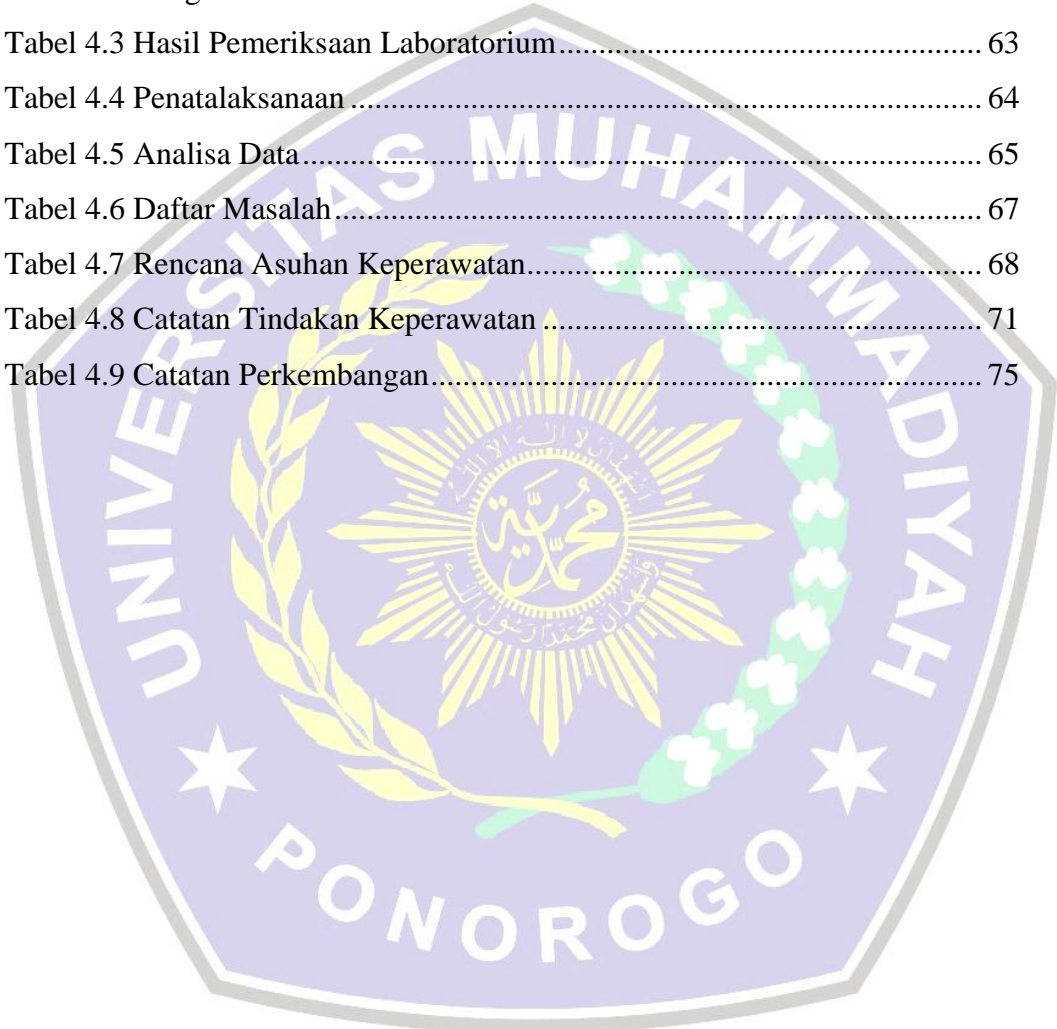 Tabel 4.3 Hasil Pemeriksaan Laboratorium........................................................ 63
Tabel 4.4 Penatalaksanaan ................................................................................. 64
Tabel 4.5 Analisa Data....................................................................................... 65
Tabel 4.6 Daftar Masalah................................................................................... 67
Tabel 4.7 Rencana Asuhan Keperawatan.......................................................... 68
Tabel 4.8 Catatan Tindakan Keperawatan ........................................................ 71
Tabel 4.9 Catatan Perkembangan...................................................................... 75
UNIVERSITAS MUHAMMADIYAH
PONOROGO